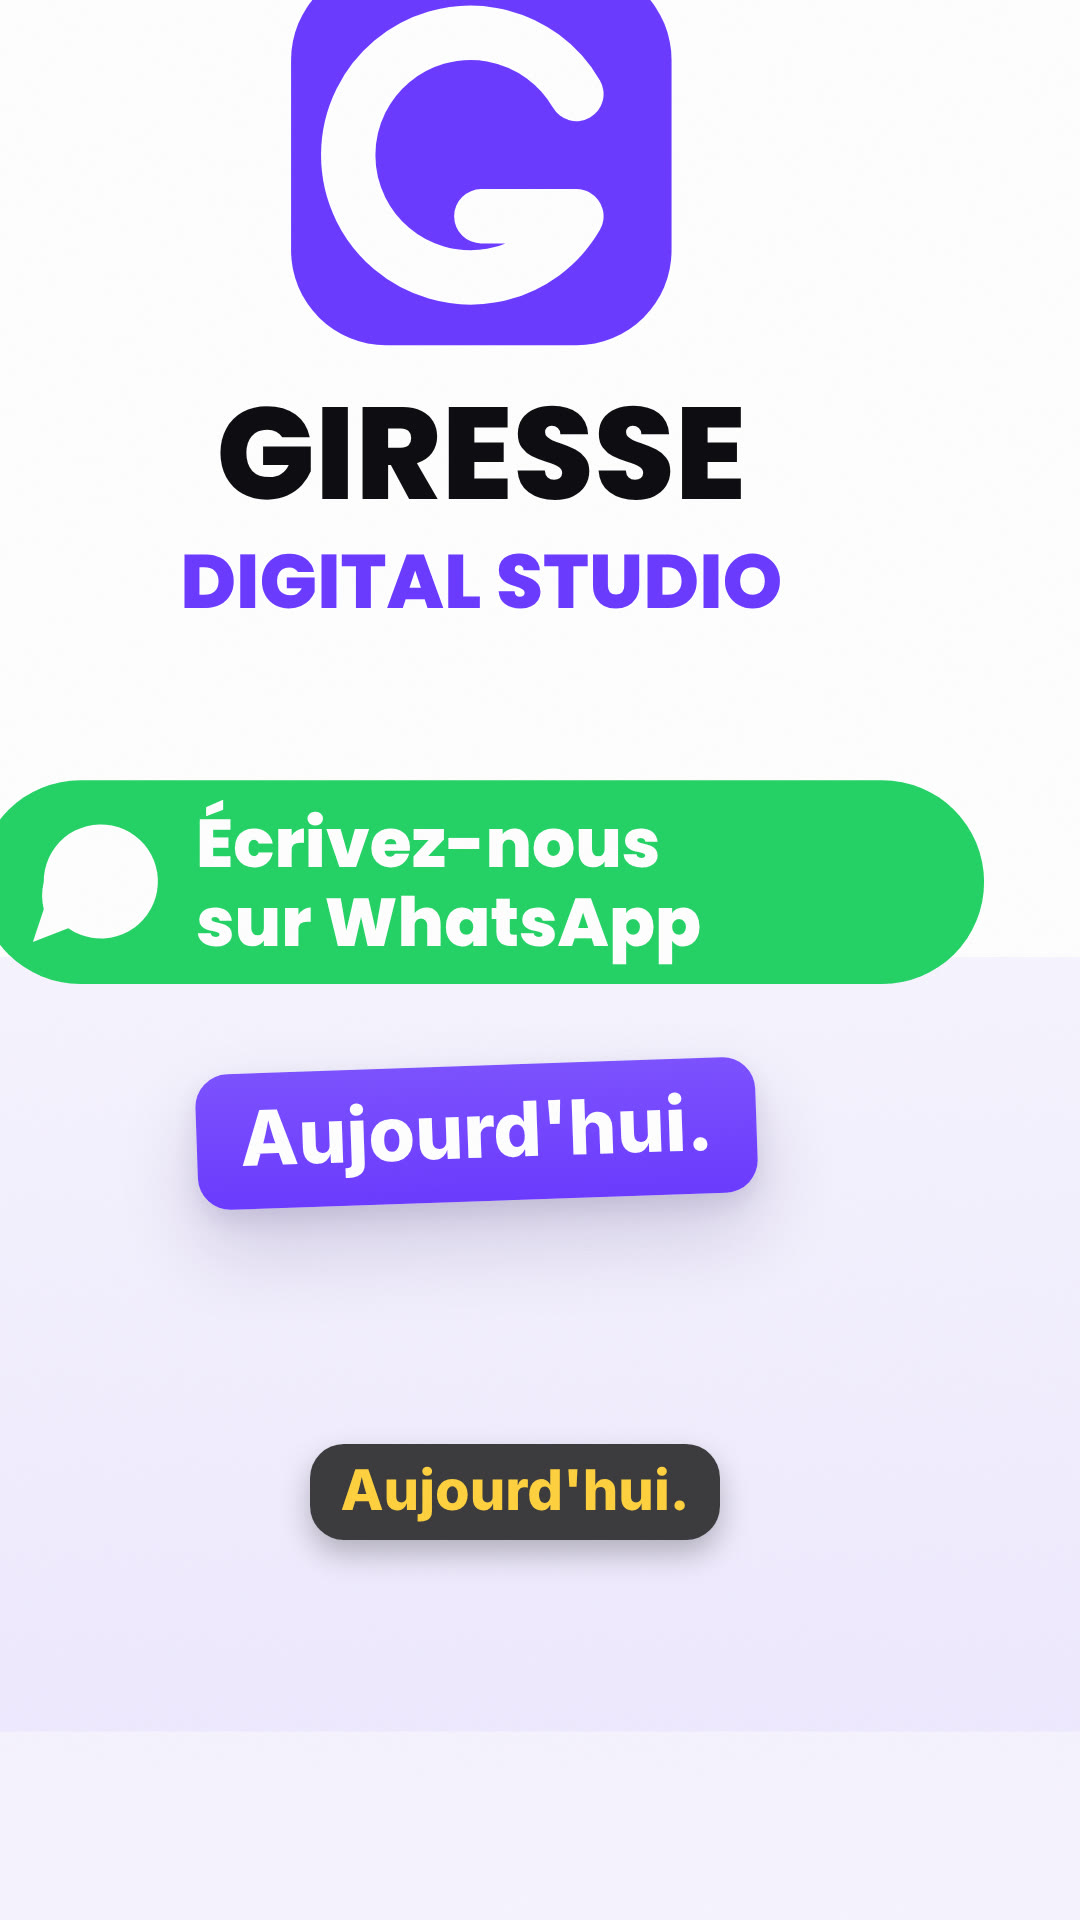 G
GIRESSE
DIGITAL STUDIO
Écrivez-nous
sur WhatsApp
Aujourd'hui.
Aujourd'hui.